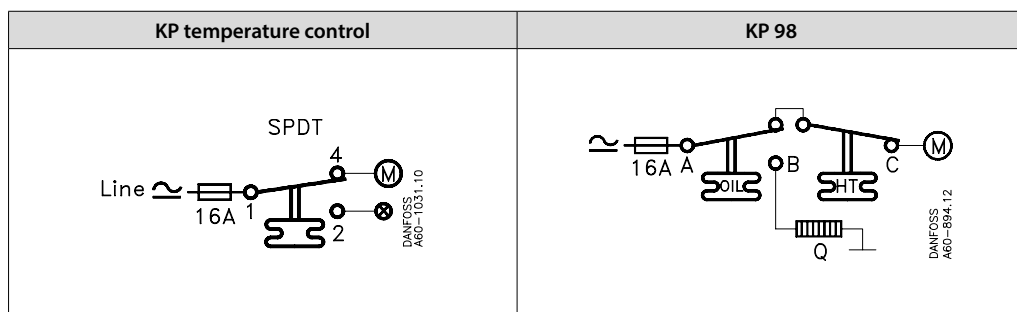 KP temperature control
KP 98
SPDT
Line
16A
1
4
M
2
DANFOSS
A60-1031.10
16A
A
OIL
B
HT
C
M
Q
DANFOSS
A60-894.12